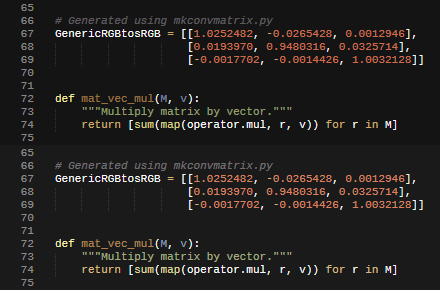 65
66 # Generated using mkconvmatrix.py
67 GenericRGBtosRGB = [[1.0252482, -0.0265428, 0.0012946],
68 [0.0193970, 0.9480316, 0.0325714],
69 [-0.0017702, -0.0014426, 1.0032128]]
70
71
72 def mat_vec_mul(M, v):
73 """Multiply matrix by vector."""
74 return [sum(map(operator.mul, r, v)) for r in M]
75
65
66 # Generated using mkconvmatrix.py
67 GenericRGBtosRGB = [[1.0252482, -0.0265428, 0.0012946],
68 [0.0193970, 0.9480316, 0.0325714],
69 [-0.0017702, -0.0014426, 1.0032128]]
70
71
72 def mat_vec_mul(M, v):
73 """Multiply matrix by vector."""
74 return [sum(map(operator.mul, r, v)) for r in M]
75